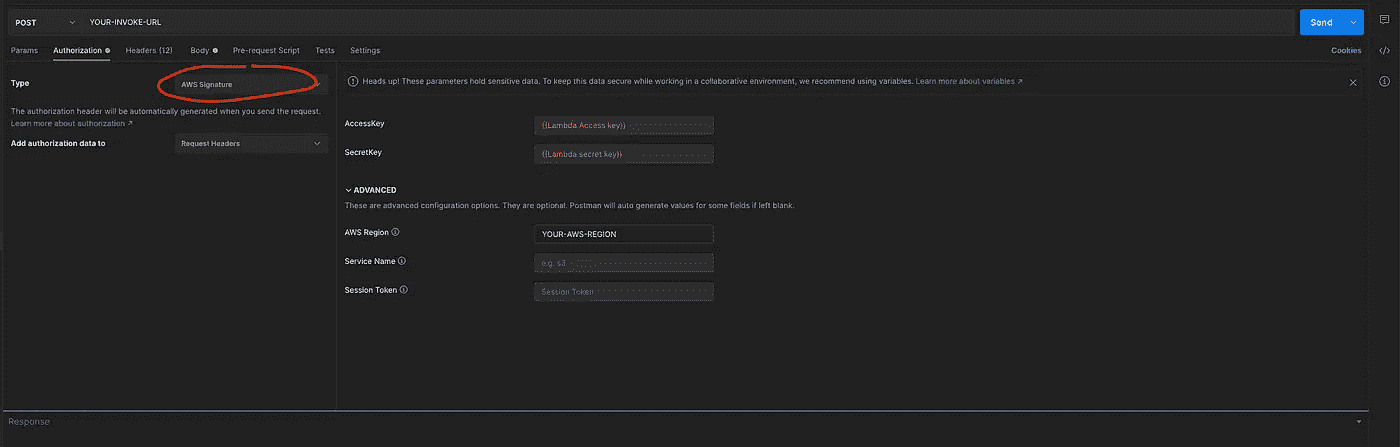 POST YOUR-INVOKE-URL Send
Params Authorization Headers (12) Body Pre-request Script Tests Settings Cookies
Type AWS Signature
The authorization header will be automatically generated when you send the request.
Learn more about authorization ↗
Add authorization data to Request Headers
Heads up! These parameters hold sensitive data. To keep this data secure while working in a collaborative environment, we recommend using variables. Learn more about variables ↗
AccessKey {{Lambda Access key}}
SecretKey {{Lambda secret key}}
ADVANCED
These are advanced configuration options. They are optional. Postman will auto generate values for some fields if left blank.
AWS Region YOUR-AWS-REGION
Service Name e.g. s3
Session Token Session Token
Response